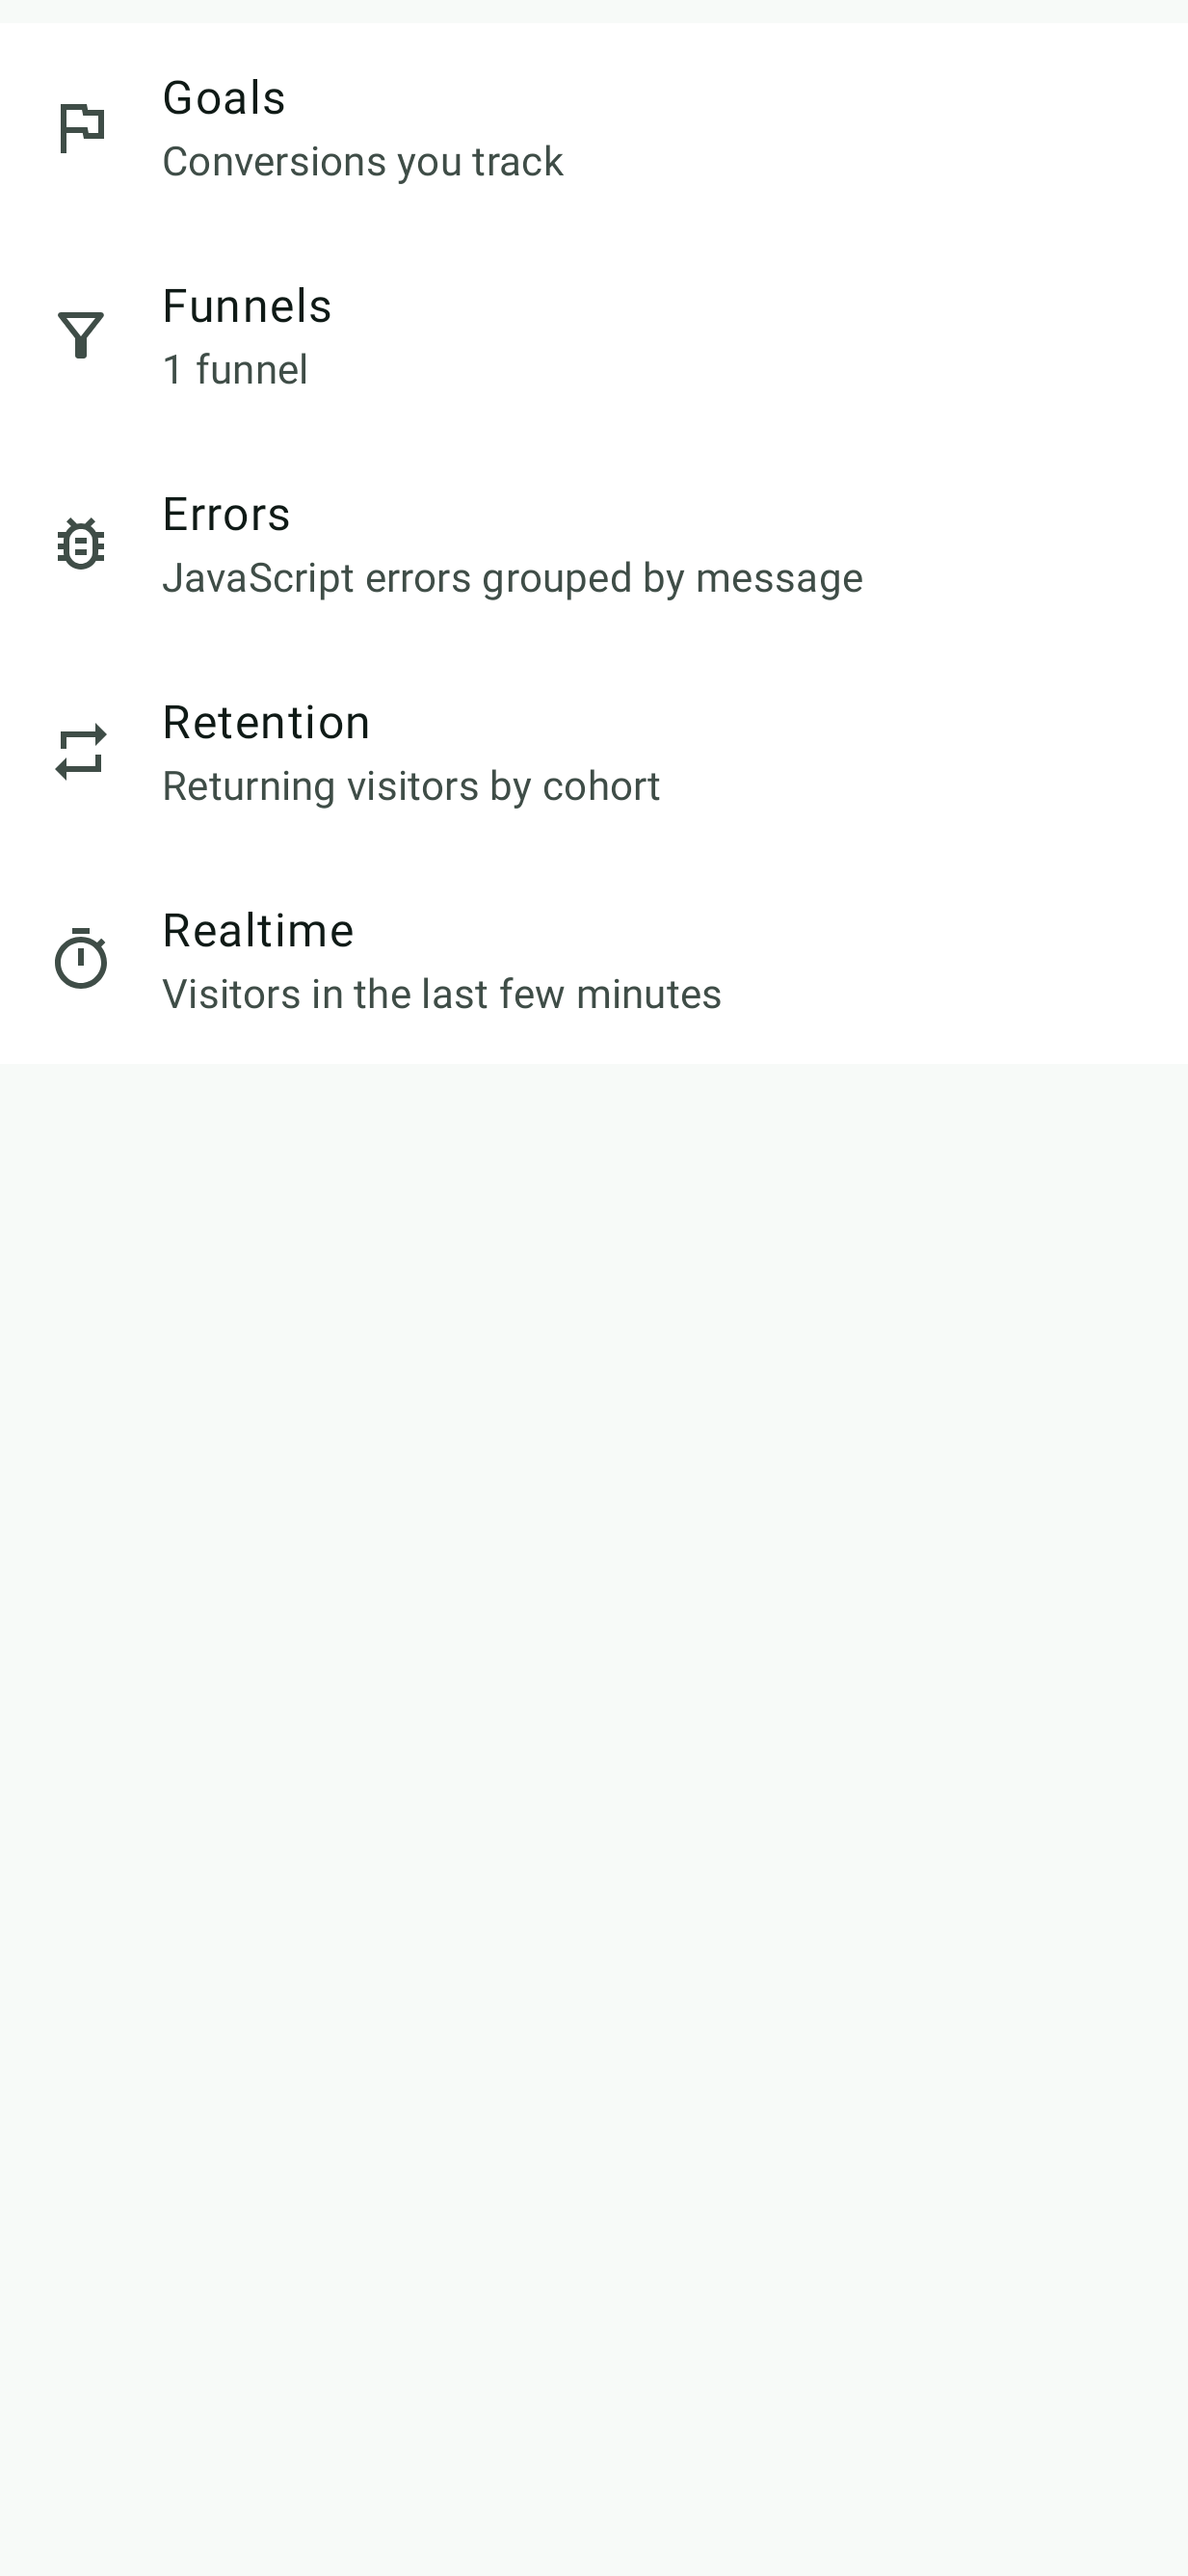 Goals
Conversions you track
Funnels
1 funnel
Errors
JavaScript errors grouped by message
Retention
Returning visitors by cohort
Realtime
Visitors in the last few minutes